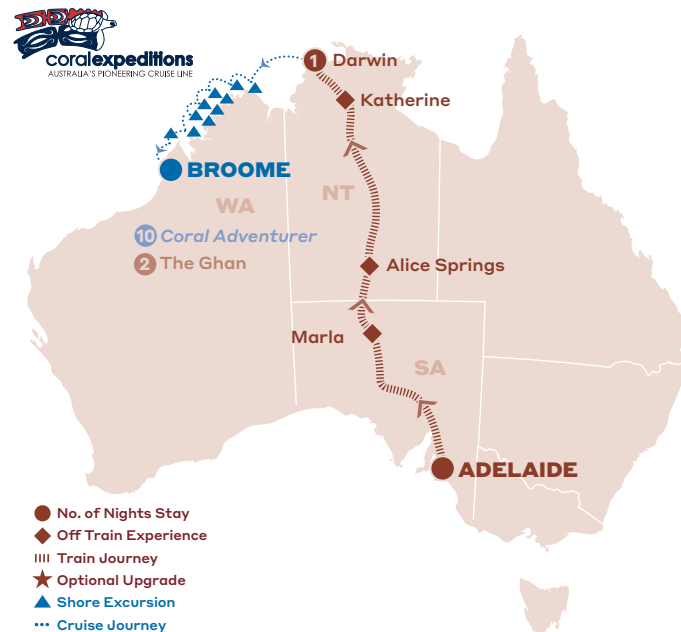 coralexpeditions
AUSTRALIA'S PIONEERING CRUISE LINE
1 Darwin
Katherine
BROOME
NT
WA
10 Coral Adventurer
2 The Ghan
Alice Springs
Marla
SA
ADELAIDE
No. of Nights Stay
Off Train Experience
Train Journey
Optional Upgrade
Shore Excursion
Cruise Journey